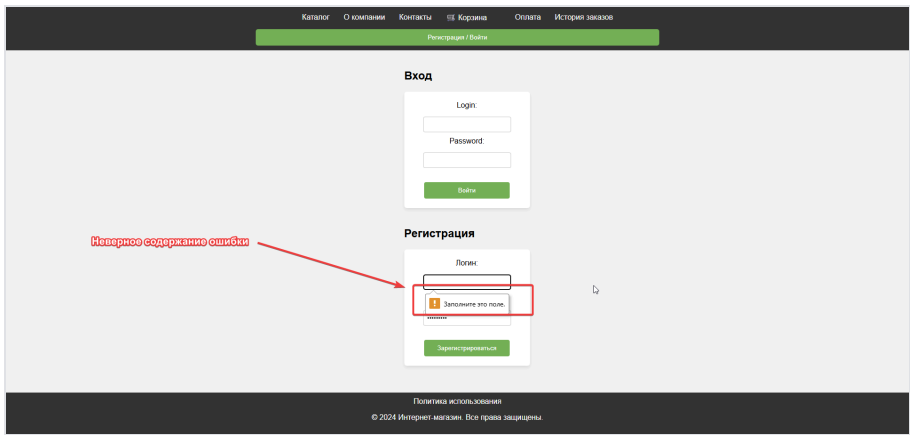 Каталог О компании Контакты Корзина Оплата История заказов
Регистрация / Войти
Вход
Login:
Password:
Войти
Неверное содержание ошибки
Регистрация
Логин:
Заполните это поле.
Зарегистрироваться
Политика использования
© 2024 Интернет-магазин. Все права защищены.